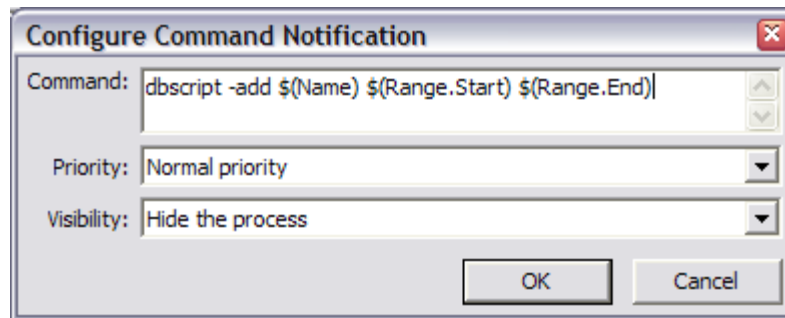 Configure Command Notification
Command: dbscript -add $(Name) $(Range.Start) $(Range.End)
Priority: Normal priority
Visibility: Hide the process
OK Cancel